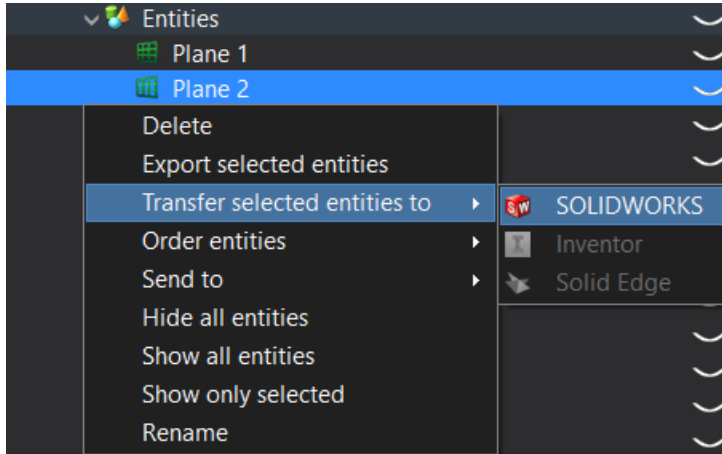 Entities
Plane 1
Plane 2
Delete
Export selected entities
Transfer selected entities to
SW SOLIDWORKS
Order entities
I Inventor
Send to
Solid Edge
Hide all entities
Show all entities
Show only selected
Rename